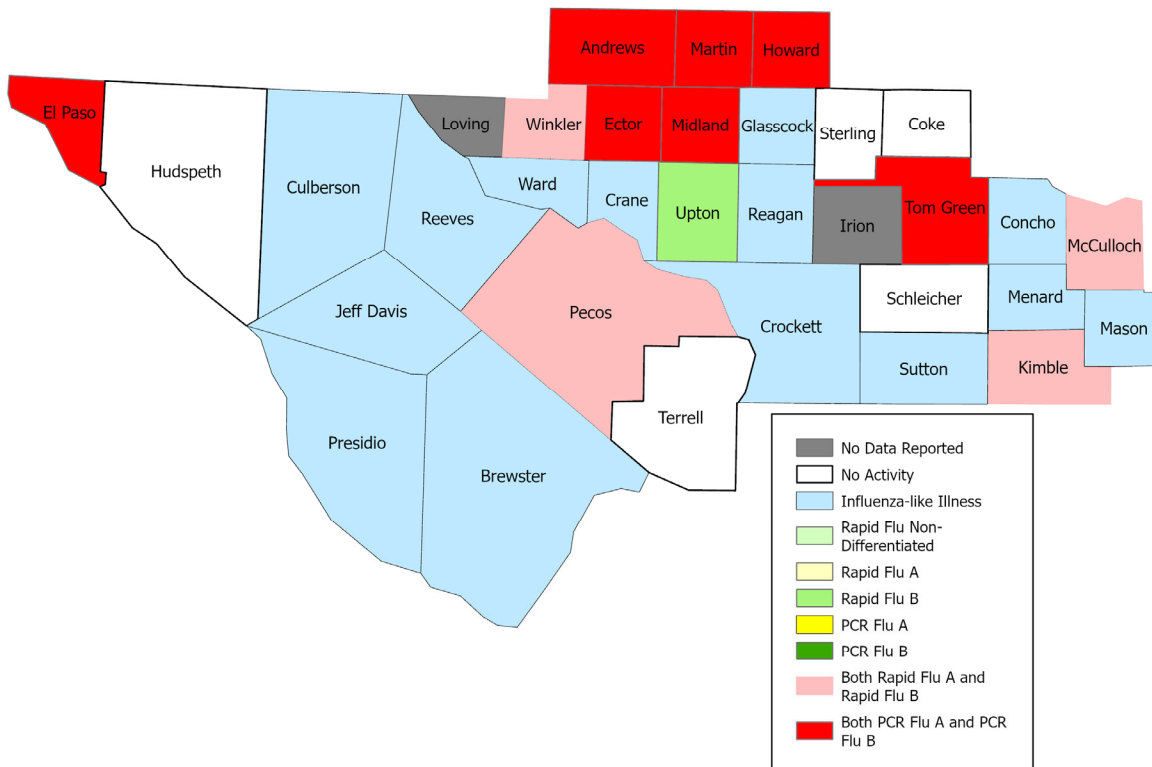 Andrews
Martin
Howard
El Paso
Loving
Winkler
Ector
Midland
Glasscock
Sterling
Coke
Hudspeth
Culberson
Reeves
Ward
Crane
Upton
Reagan
Irion
Tom Green
Concho
McCulloch
Jeff Davis
Pecos
Crockett
Schleicher
Menard
Mason
Sutton
Kimble
Terrell
Presidio
Brewster
No Data Reported
No Activity
Influenza-like Illness
Rapid Flu Non-
Differentiated
Rapid Flu A
Rapid Flu B
PCR Flu A
PCR Flu B
Both Rapid Flu A and
Rapid Flu B
Both PCR Flu A and PCR
Flu B